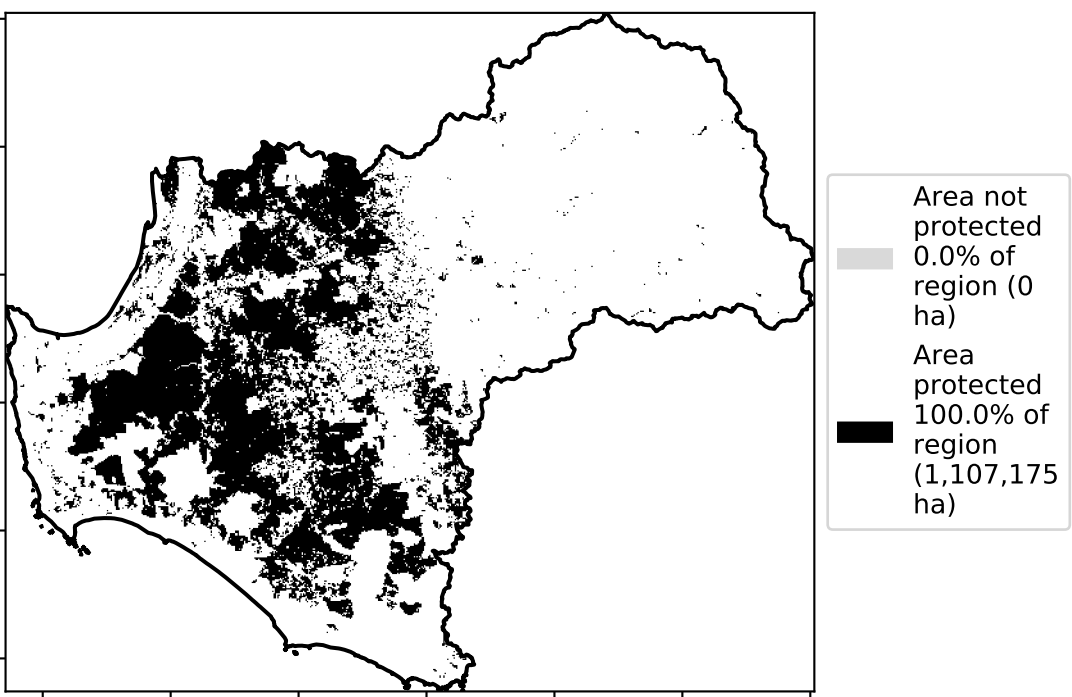 Area not
protected
0.0% of
region (0
ha)
Area
protected
100.0% of
region
(1,107,175
ha)